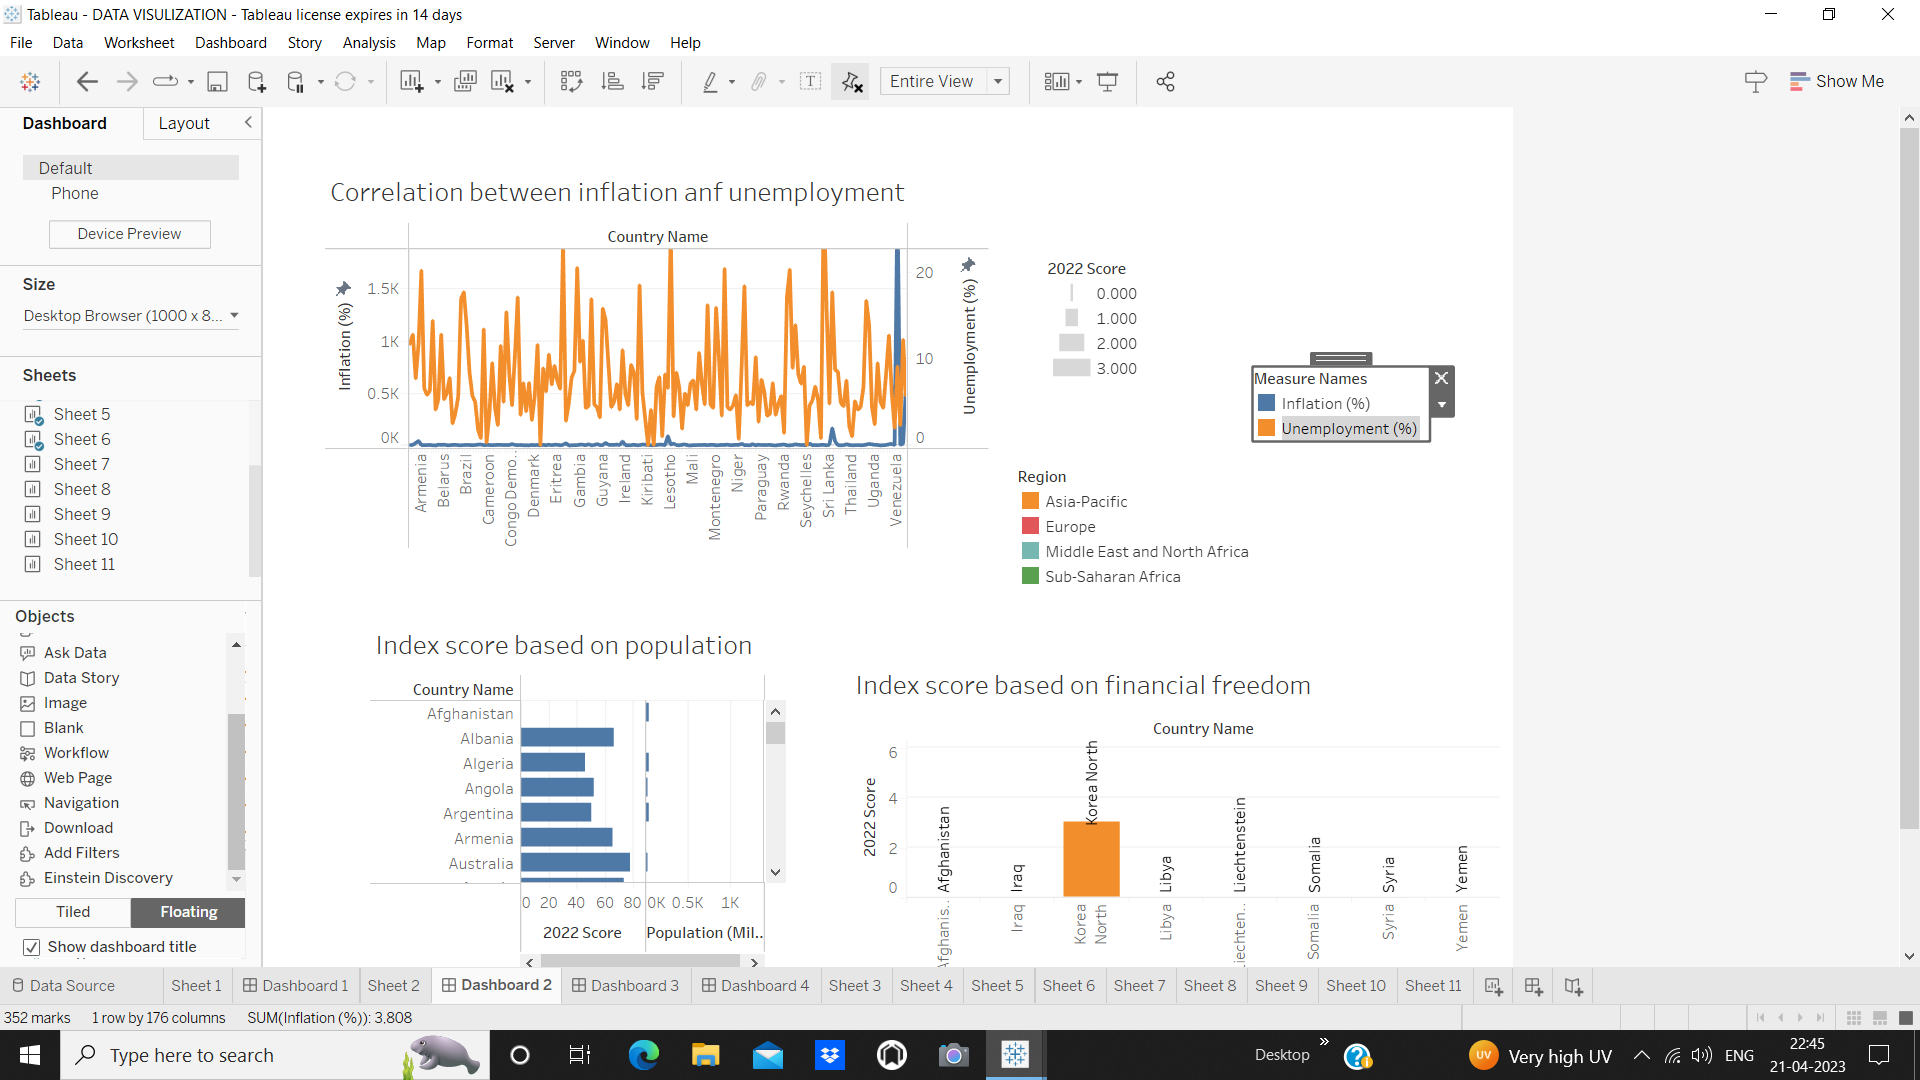 Tableau - DATA VISULIZATION - Tableau license expires in 14 days
File Data Worksheet Dashboard Story Analysis Map Format Server Window Help
Entire View
Show Me
Dashboard Layout
Default
Phone
Device Preview
Size
Desktop Browser (1000 x 8...
Sheets
Sheet 5
Sheet 6
Sheet 7
Sheet 8
Sheet 9
Sheet 10
Sheet 11
Objects
Ask Data
Data Story
Image
Blank
Workflow
Web Page
Navigation
Download
Add Filters
Einstein Discovery
Tiled Floating
Show dashboard title
Correlation between inflation anf unemployment
Country Name
Inflation (%)
1.5K
1K
0.5K
0K
20
10
0
Unemployment (%)
Armenia
Belarus
Brazil
Cameroon
Congo Demo..
Denmark
Eritrea
Gambia
Guyana
Ireland
Kiribati
Lesotho
Mali
Montenegro
Niger
Paraguay
Rwanda
Seychelles
Sri Lanka
Thailand
Uganda
Venezuela
2022 Score
0.000
1.000
2.000
3.000
Measure Names
Inflation (%)
Unemployment (%)
Region
Asia-Pacific
Europe
Middle East and North Africa
Sub-Saharan Africa
Index score based on population
Country Name
Afghanistan
Albania
Algeria
Angola
Argentina
Armenia
Australia
0 20 40 60 80 0K 0.5K 1K
2022 Score Population (Mil..
Index score based on financial freedom
Country Name
2022 Score
6
4
2
0
Afghanistan
Iraq
Korea North
Libya
Liechtenstein
Somalia
Syria
Yemen
Afghanis..
Iraq
Korea
North
Libya
Liechten..
Somalia
Syria
Yemen
Data Source Sheet 1 Dashboard 1 Sheet 2 Dashboard 2 Dashboard 3 Dashboard 4 Sheet 3 Sheet 4 Sheet 5 Sheet 6 Sheet 7 Sheet 8 Sheet 9 Sheet 10 Sheet 11
352 marks 1 row by 176 columns SUM(Inflation (%)): 3,808
Type here to search
Desktop
UV Very high UV
ENG
22:45
21-04-2023